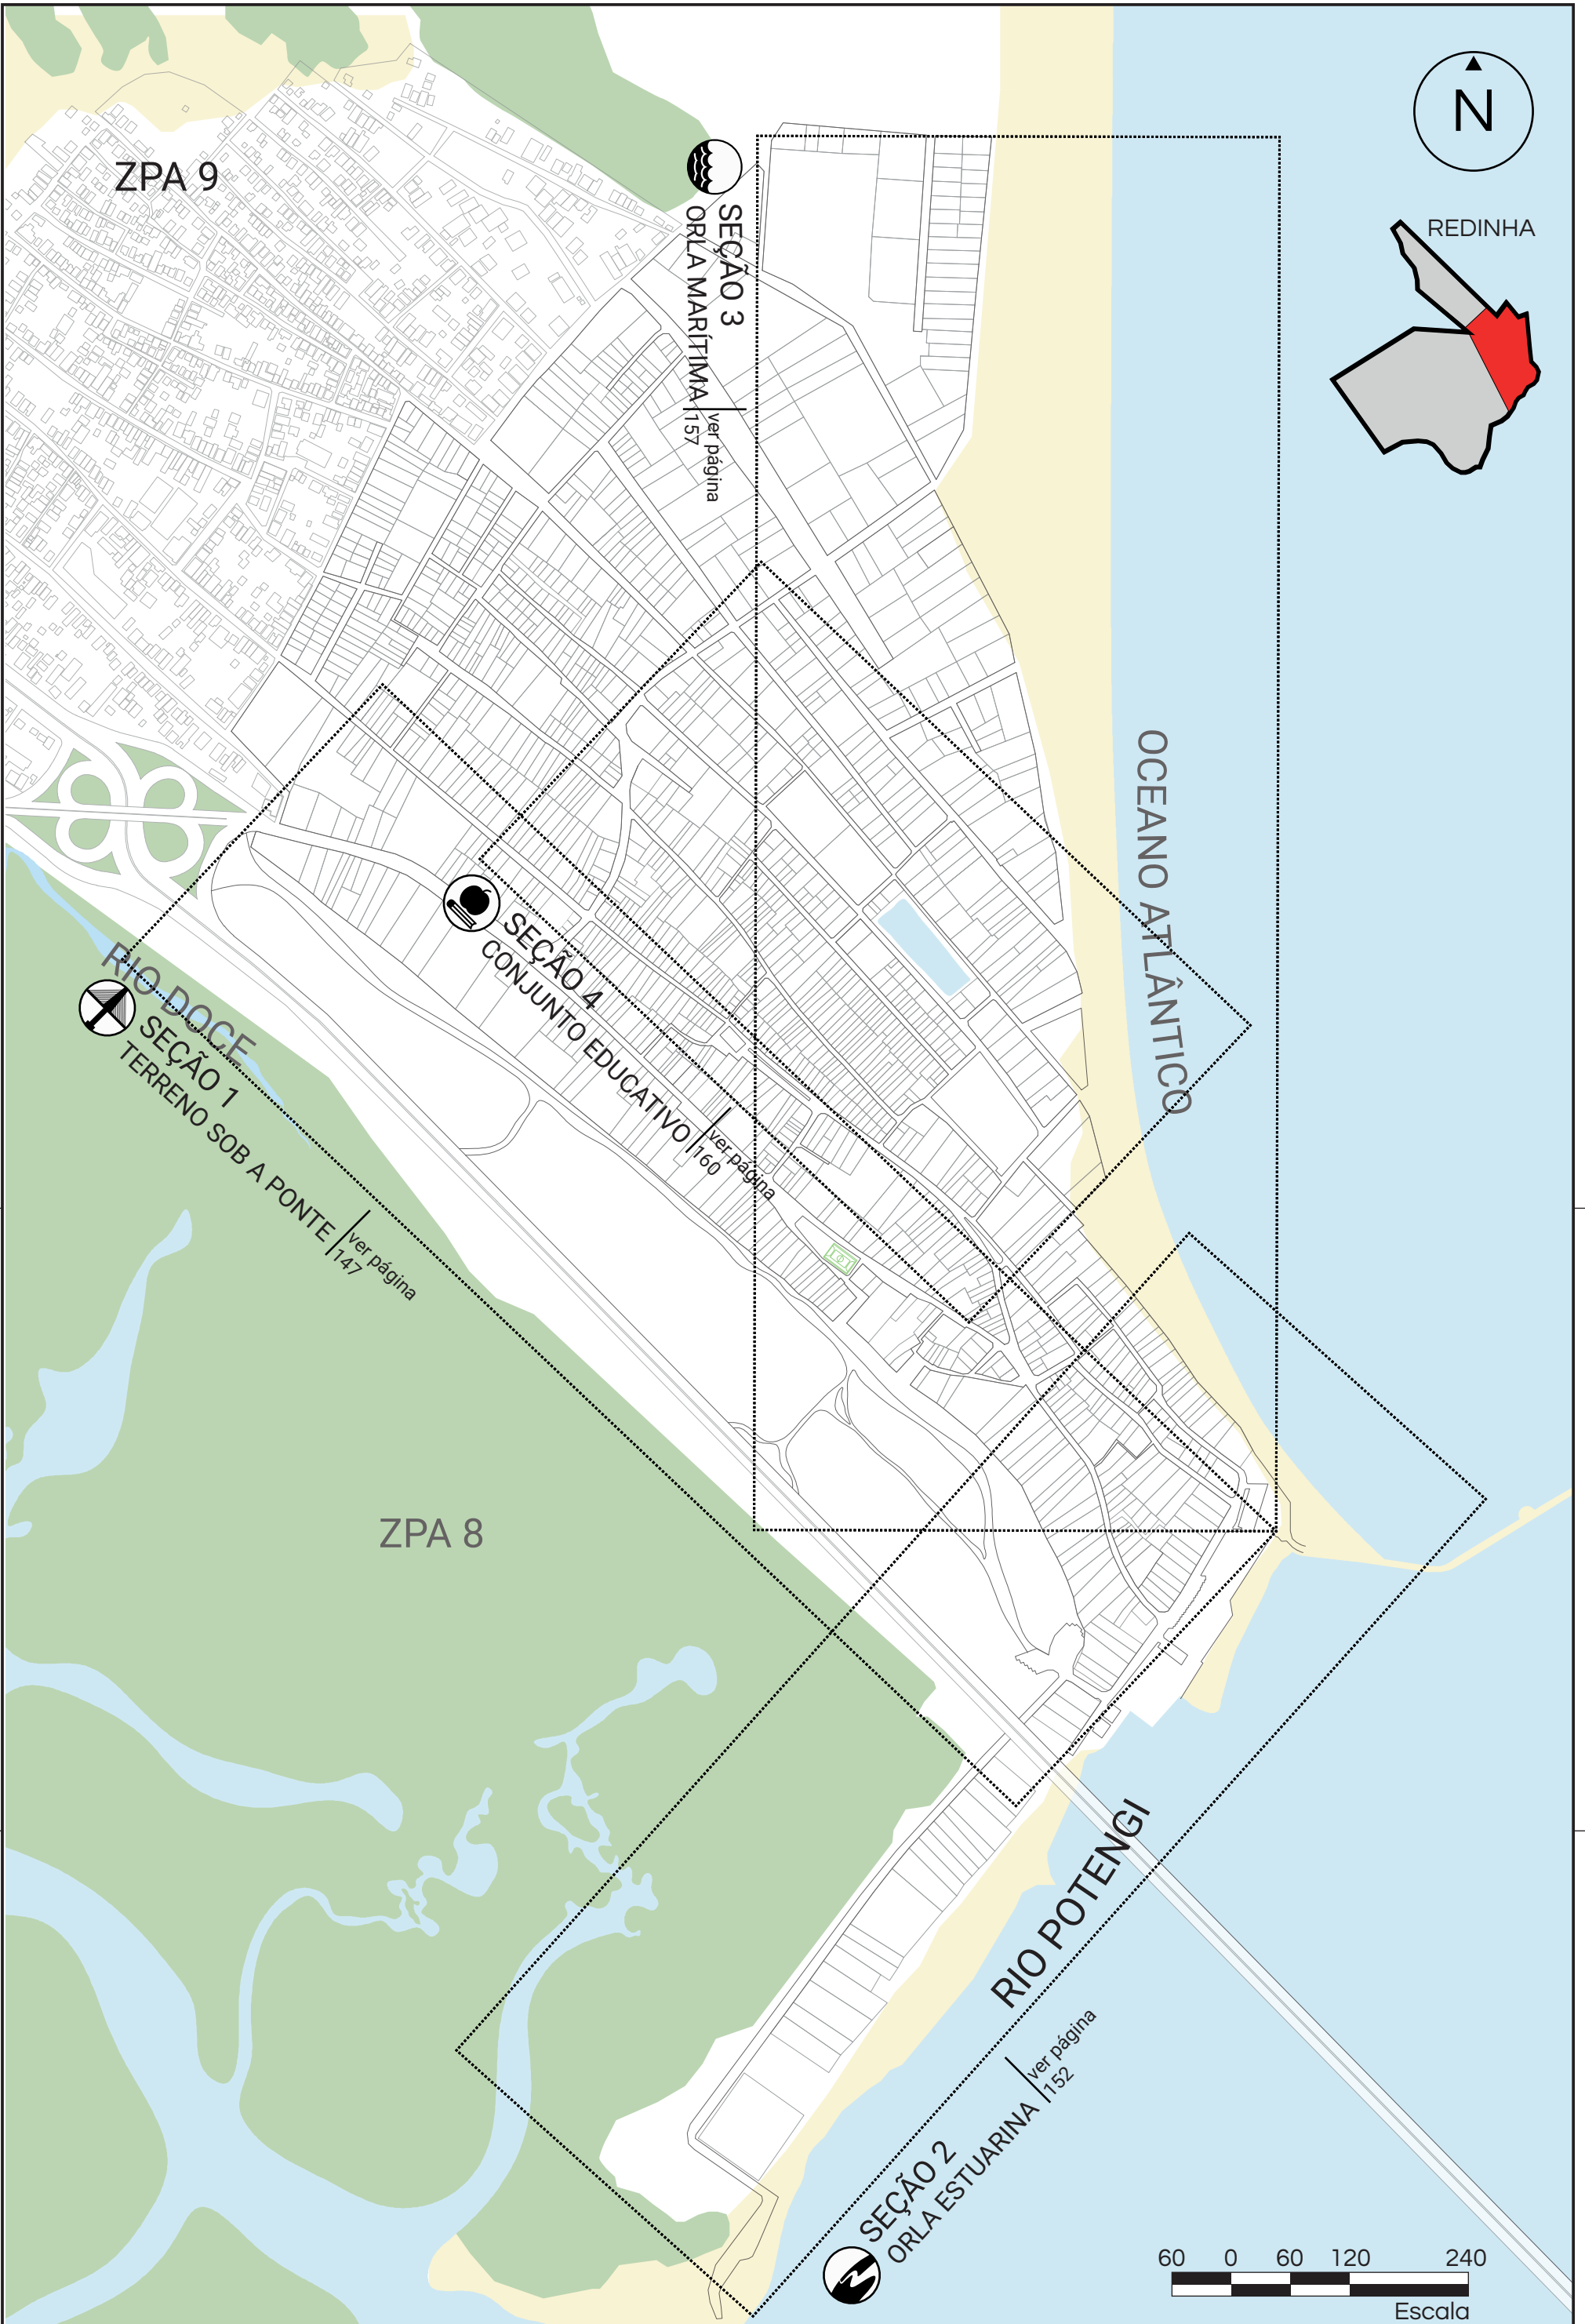 N
REDINHA
ZPA 9
SEÇÃO 3
ORLA MARÍTIMA
ver página
157
OCEANO ATLÂNTICO
SEÇÃO 4
CONJUNTO EDUCATIVO
ver página
160
RIO DOCE
SEÇÃO 1
TERRENO SOB A PONTE
ver página
147
ZPA 8
RIO POTENGI
SEÇÃO 2
ORLA ESTUARINA
ver página
152
60 0 60 120 240
Escala